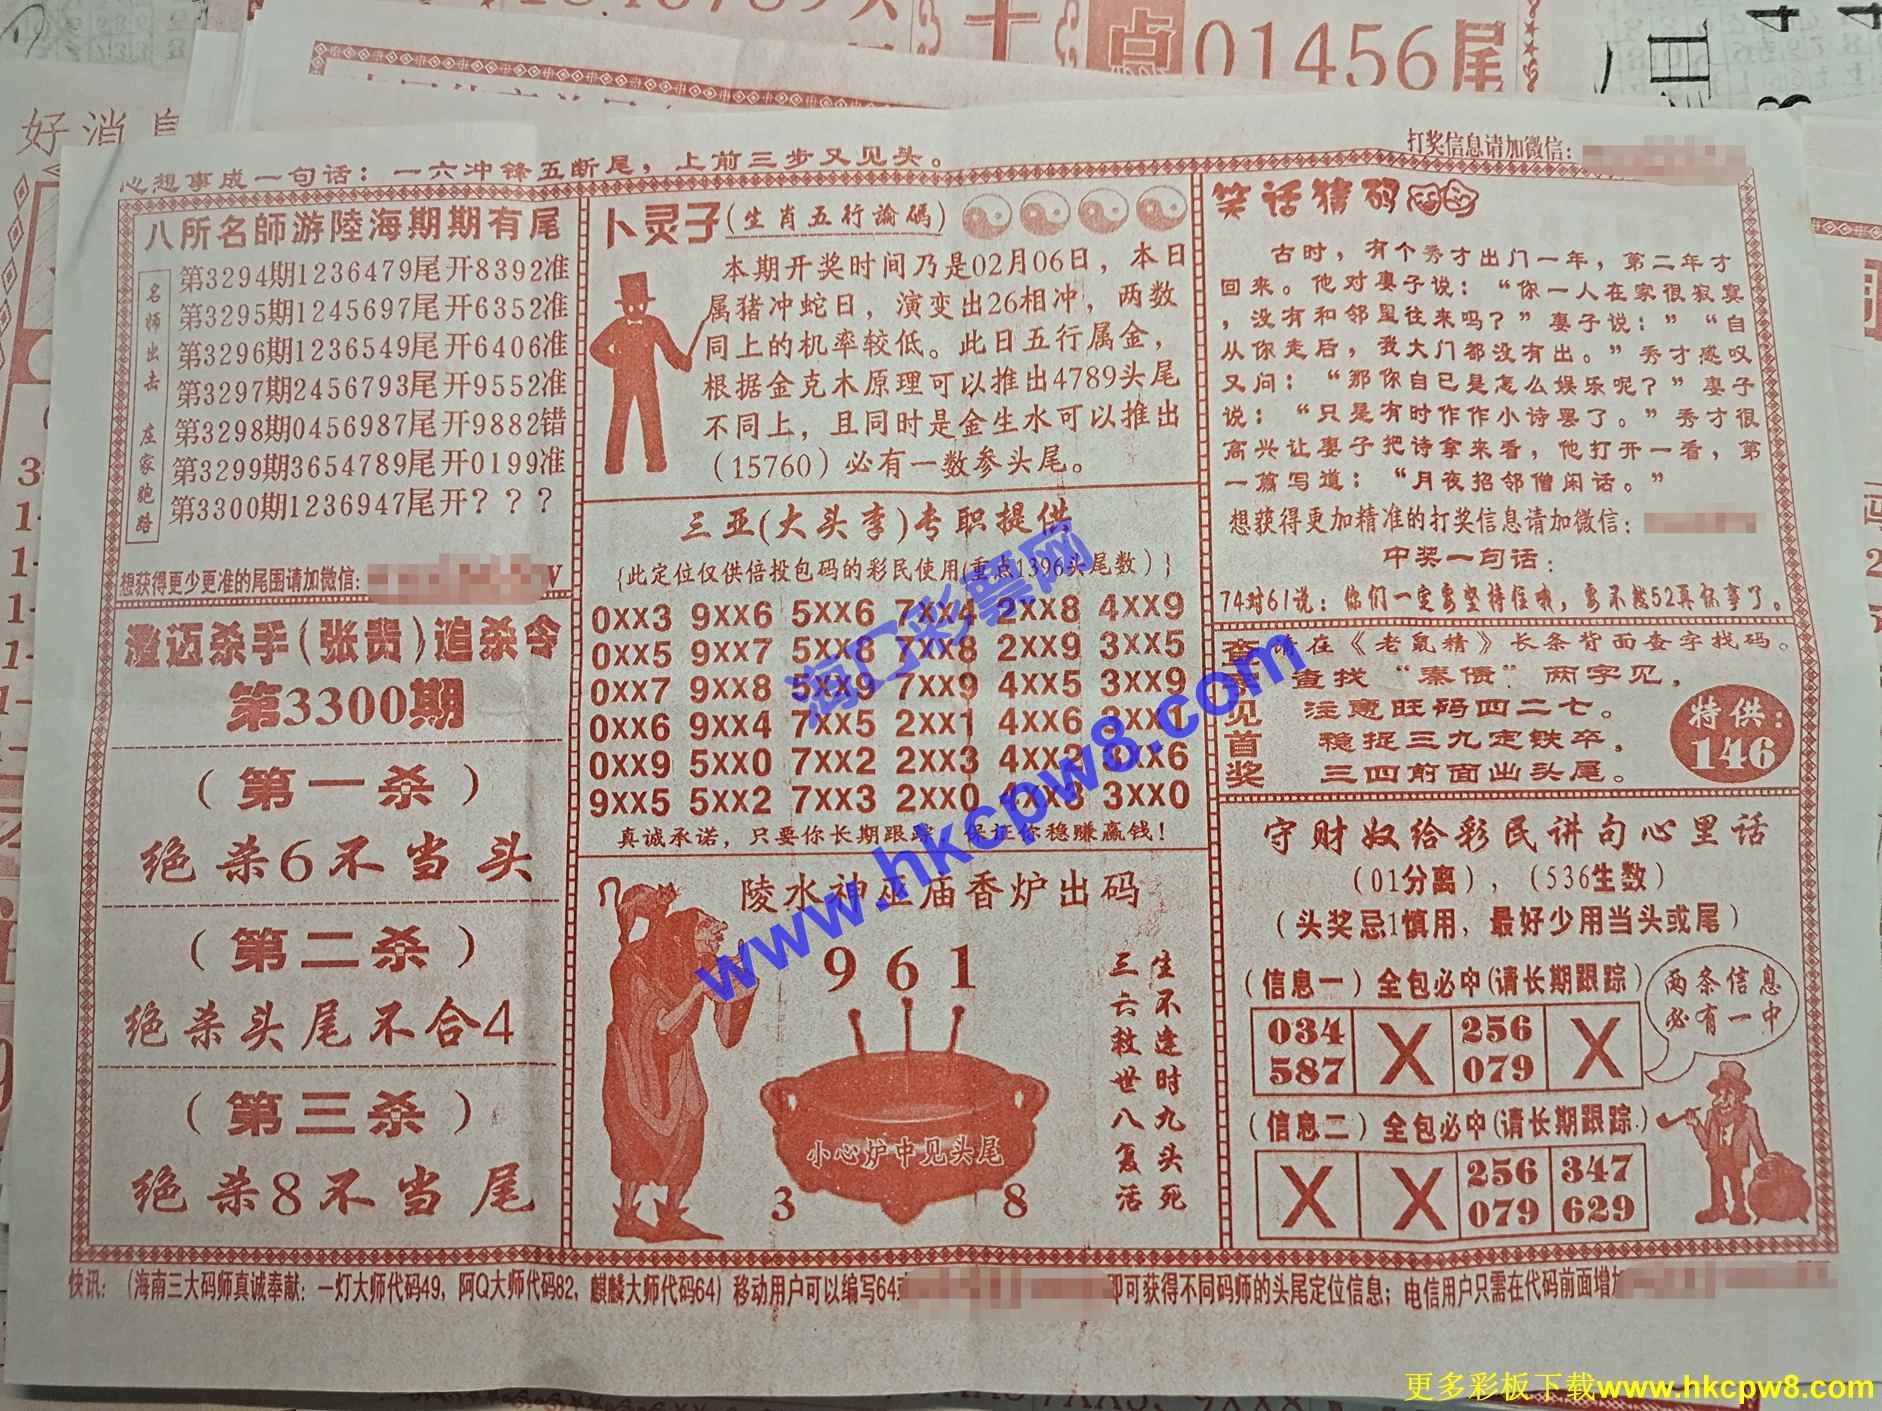 01456尾
好消息
打奖信息请加微信:
心想事成一句话：一六冲锋五断尾，上前三步又见头。
八所名師游陸海期期有尾
名师出击 庄家跑路
第3294期1236479尾开8392准
第3295期1245697尾开6352准
第3296期1236549尾开6406准
第3297期2456793尾开9552准
第3298期0456987尾开9882错
第3299期3654789尾开0199准
第3300期1236947尾开？？？
想获得更少更准的尾围请加微信:
澄迈杀手(张贵)追杀令
第3300期
(第一杀)
绝杀6不当头
(第二杀)
绝杀头尾不合4
(第三杀)
绝杀8不当尾
卜灵子(生肖五行論碼)
本期开奖时间乃是02月06日，本日
属猪冲蛇日，演变出26相冲，两数
同上的机率较低。此日五行属金，
根据金克木原理可以推出4789头尾
不同上，且同时是金生水可以推出
（15760）必有一数参头尾。
三亚(大头李)专职提供
{此定位仅供倍投包码的彩民使用(重点1396头尾数）}
0xx3 9xx6 5xx6 7xx4 2xx8 4xx9
0xx5 9xx7 5xx8 7xx8 2xx9 3xx5
0xx7 9xx8 5xx9 7xx9 4xx5 3xx9
0xx6 9xx4 7xx5 2xx1 4xx6 3xx1
0xx9 5xx0 7xx2 2xx3 4xx2 3xx6
9xx5 5xx2 7xx3 2xx0 4xx3 3xx0
真诚承诺，只要你长期跟踪，保证你稳赚赢钱！
陵水神巫庙香炉出码
9 6 1
生不逢时九头死
三六救世八复活
小心炉中见头尾
3 8
笑话猜码
古时，有个秀才出门一年，第二年才
回来。他对妻子说：“你一人在家很寂寞
，没有和邻里往来吗？”妻子说：”“自
从你走后，我大门都没有出。”秀才感叹
又问：“那你自已是怎么娱乐呢？”妻子
说：“只是有时作作小诗罢了。”秀才很
高兴让妻子把诗拿来看，他打开一看，第
一篇写道：“月夜招邻僧闲话。”
想获得更加精准的打奖信息请加微信:
中奖一句话:
74对61说：你们一定要坚持住哦，要不然52再你事了。
请在《老鼠精》长条背面查字找码。
查找“秦债”两字见，
注意旺码四二七。
稳捉三九定铁卒，
三四前面出头尾。
特供：
146
守财奴给彩民讲句心里话
(01分离)，(536生数)
(头奖忌1慎用，最好少用当头或尾)
(信息一)全包必中(请长期跟踪)
034 X 256 X
587 079
两条信息
必有一中
(信息二)全包必中(请长期跟踪)
X X 256 347
079 629
快讯：(海南三大码师真诚奉献：一灯大师代码49，阿Q大师代码82，麒麟大师代码64)移动用户可以编写64或
即可获得不同码师的头尾定位信息；电信用户只需在代码前面增加
海口彩票网
www.hkcpw8.com
更多彩板下载www.hkcpw8.com